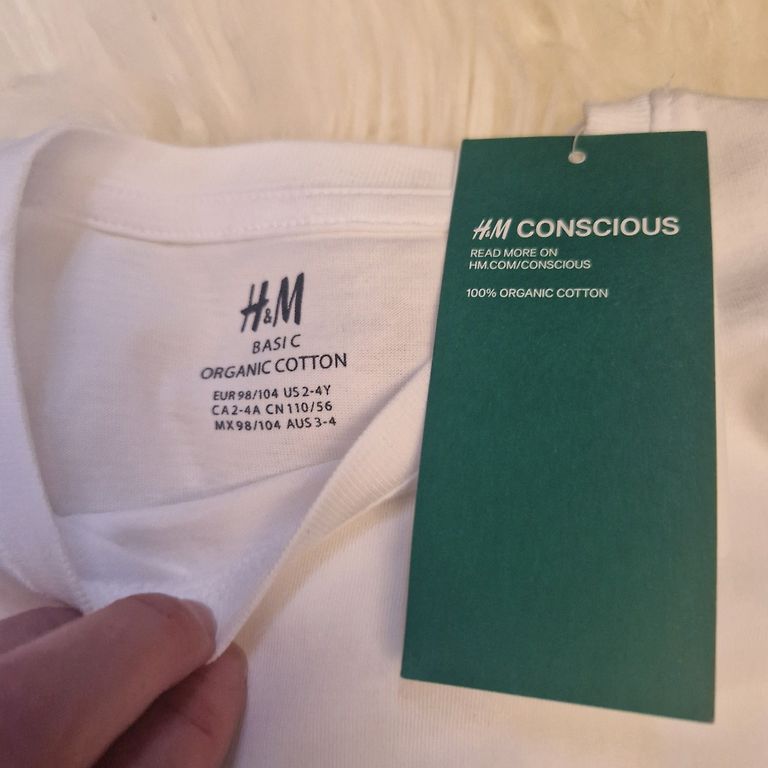 H&M
BASIC
ORGANIC COTTON
EUR 98/104 US 2-4Y
CA 2-4A CN 110/56
MX 98/104 AUS 3-4
H&M CONSCIOUS
READ MORE ON
HM.COM/CONSCIOUS
100% ORGANIC COTTON